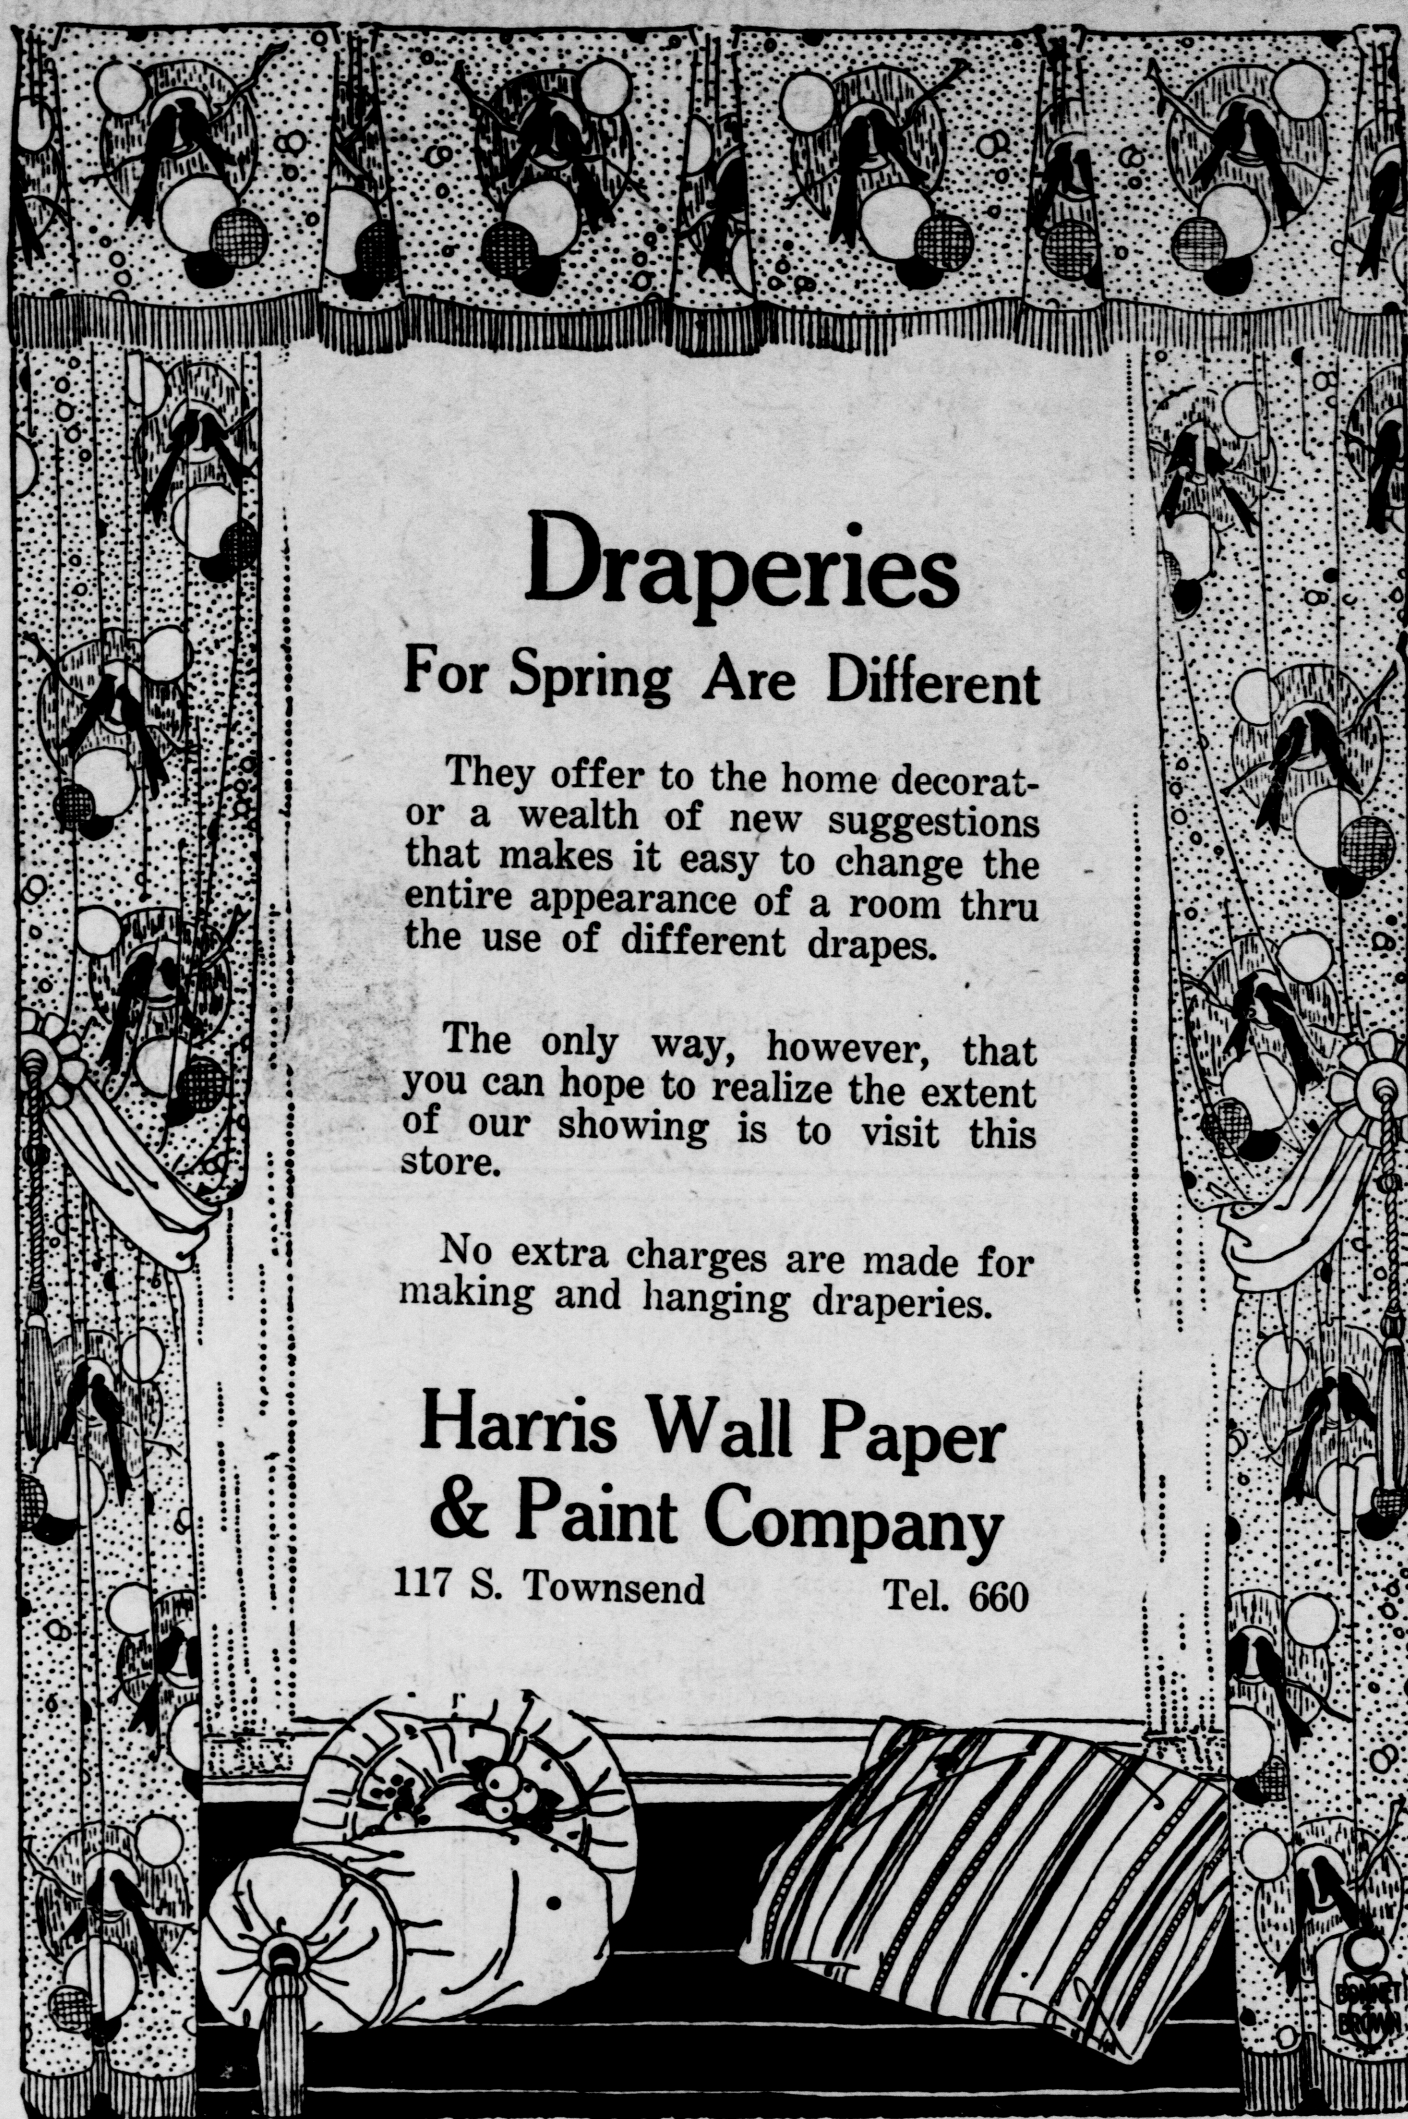 Draperies
For Spring Are Different
They offer to the home decorat-
or a wealth of new suggestions
that makes it easy to change the
entire appearance of a room thru
the use of different drapes.
The only way, however, that
you can hope to realize the extent
of our showing is to visit this
store.
No extra charges are made for
making and hanging draperies.
Harris Wall Paper
& Paint Company
117 S. Townsend Tel. 660
BONNET
BROWN